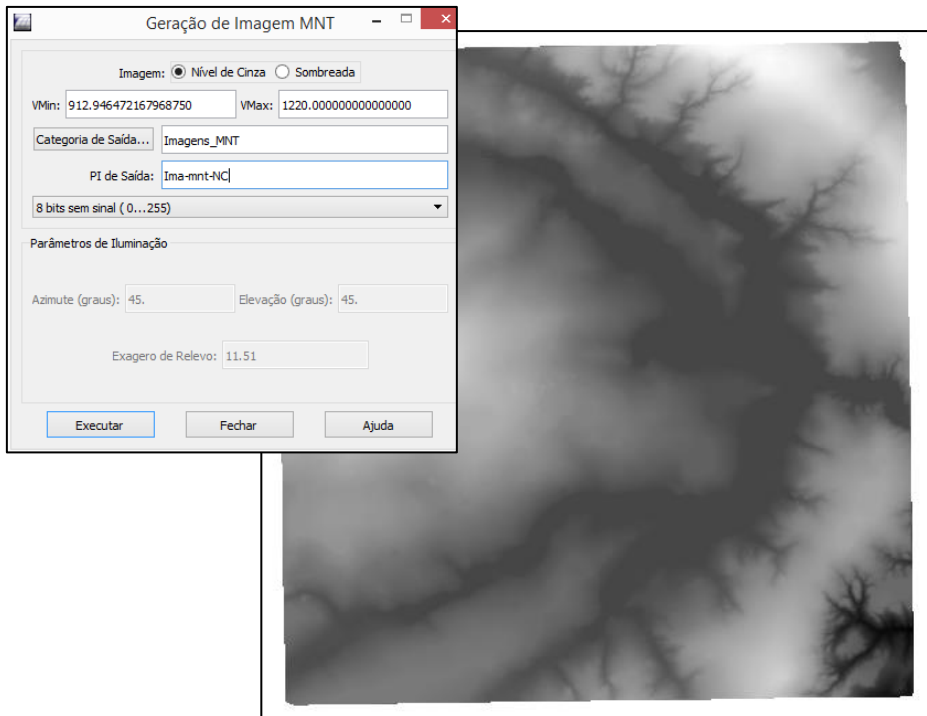 Geração de Imagem MNT
Imagem: Nível de Cinza Sombreada
VMin: 912.946472167968750 VMax: 1220.000000000000000
Categoria de Saída... Imagens_MNT
PI de Saída: Ima-mnt-NC
8 bits sem sinal ( 0...255)
Parâmetros de Iluminação
Azimute (graus): 45. Elevação (graus): 45.
Exagero de Relevo: 11.51
Executar Fechar Ajuda